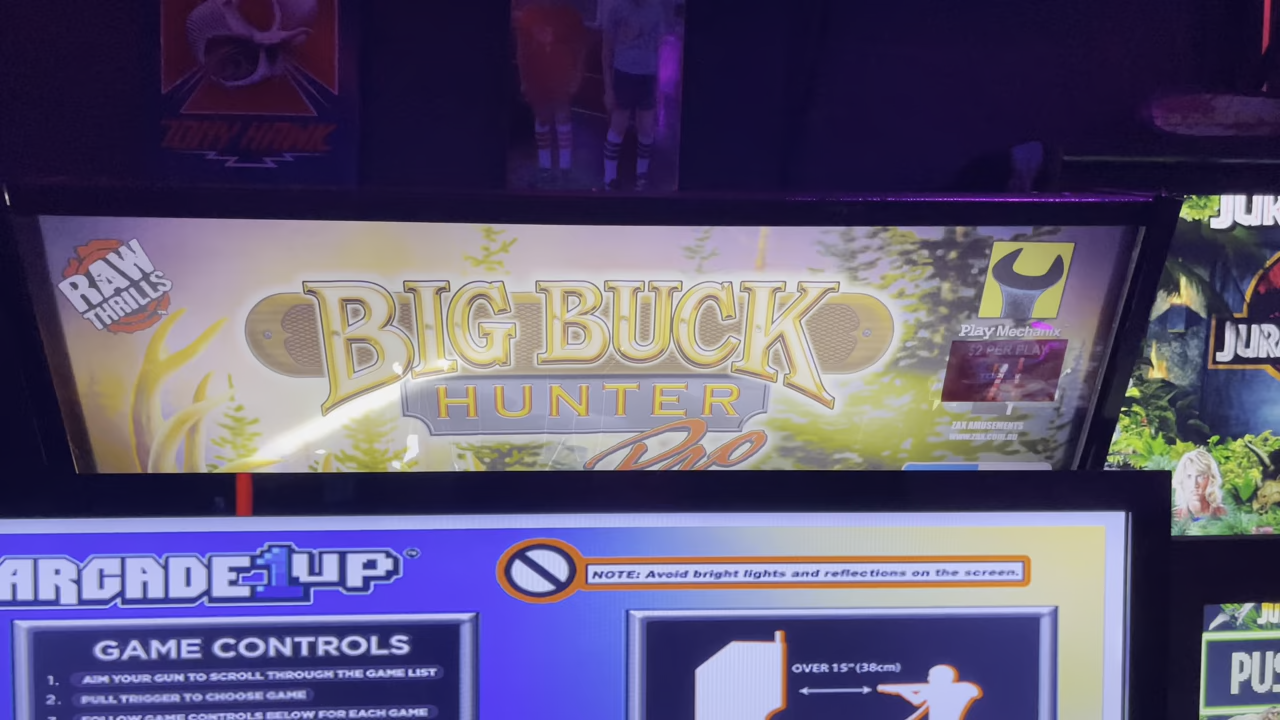 TONY HAWK
RAW
THRILLS
BIG BUCK
HUNTER
Pro
Play Mechanix
$2 PER PLAY
ZAX AMUSEMENTS
WWW.ZAX.COM.AU
ARCADE1UP
NOTE: Avoid bright lights and reflections on the screen.
GAME CONTROLS
1. AIM YOUR GUN TO SCROLL THROUGH THE GAME LIST
2. PULL TRIGGER TO CHOOSE GAME
3. FOLLOW GAME CONTROLS BELOW FOR EACH GAME
OVER 15" (38cm)
JUR
JURA
PUS